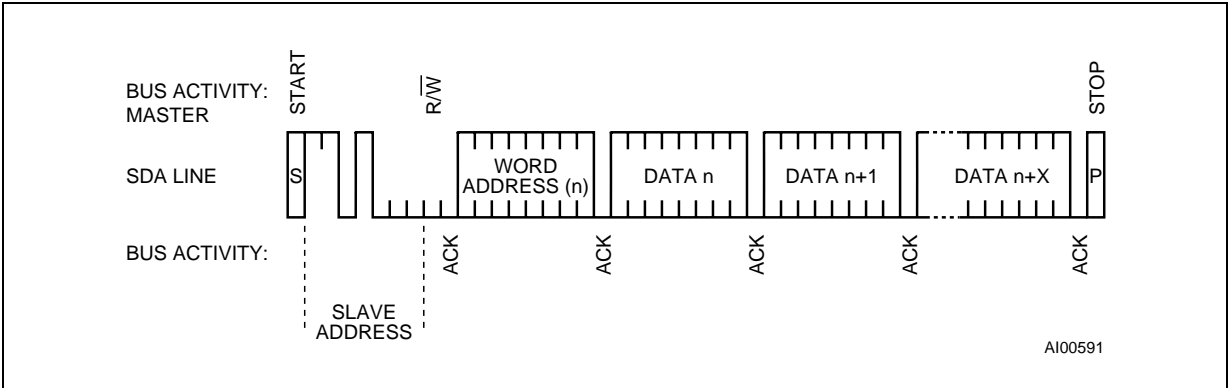 BUS ACTIVITY:
MASTER
START
R/W
STOP
SDA LINE
S
WORD
ADDRESS (n)
DATA n
DATA n+1
DATA n+X
P
BUS ACTIVITY:
ACK
ACK
ACK
ACK
ACK
SLAVE
ADDRESS
AI00591